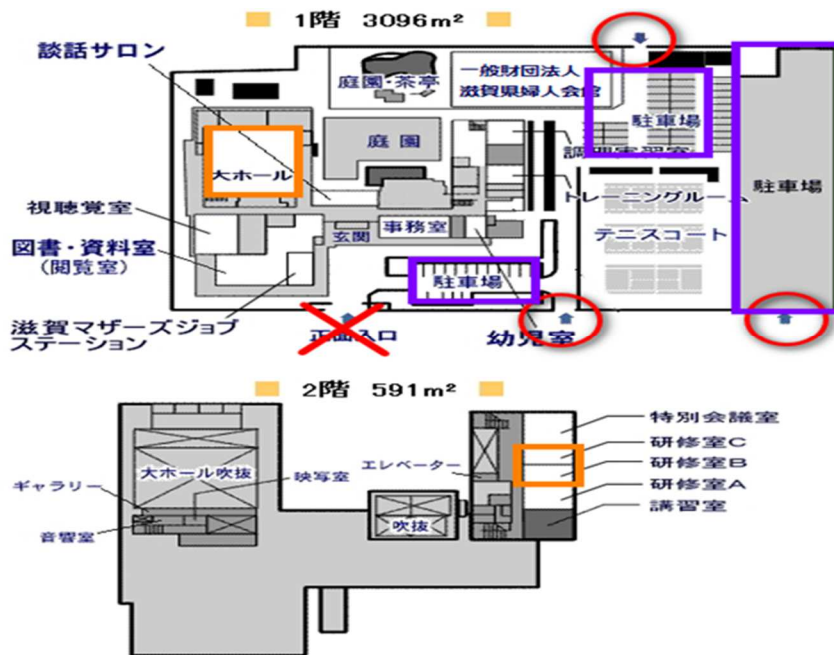 1階 3096m²
談話サロン
庭園・茶亭
一般財団法人
滋賀県婦人会館
駐車場
大ホール
庭園
調理実習室
駐車場
視聴覚室
トレーニングルーム
玄関
事務室
テニスコート
図書・資料室
(閲覧室)
駐車場
滋賀マザーズジョブ
ステーション
正面入口
幼児室
2階 591m²
特別会議室
研修室C
大ホール吹抜
映写室
エレベーター
研修室B
ギャラリー
研修室A
音響室
吹抜
講習室